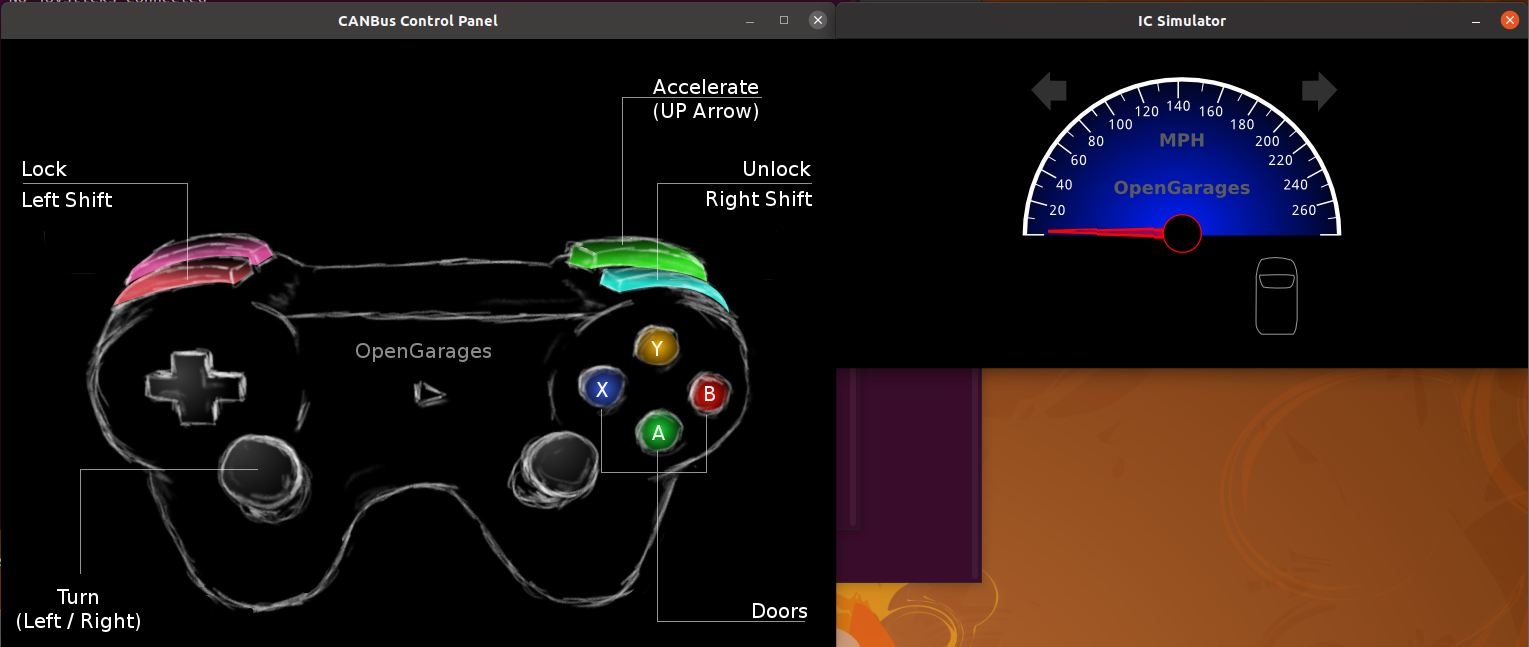 CANBus Control Panel
Accelerate
(UP Arrow)
Lock
Left Shift
Unlock
Right Shift
OpenGarages
Y
X
B
A
Turn
(Left / Right)
Doors
IC Simulator
20
40
60
80
100
120
140
160
180
200
220
240
260
MPH
OpenGarages